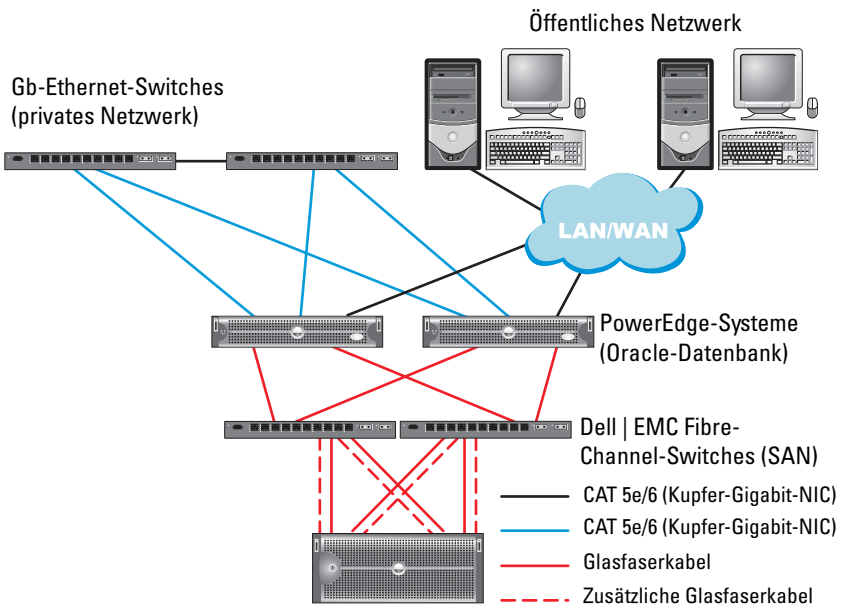 Öffentliches Netzwerk
Gb-Ethernet-Switches
(privates Netzwerk)
LAN/WAN
PowerEdge-Systeme
(Oracle-Datenbank)
Dell | EMC Fibre-
Channel-Switches (SAN)
CAT 5e/6 (Kupfer-Gigabit-NIC)
CAT 5e/6 (Kupfer-Gigabit-NIC)
Glasfaserkabel
Zusätzliche Glasfaserkabel